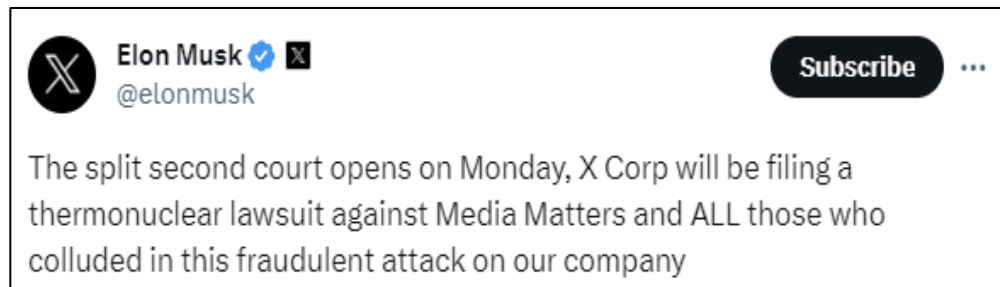 Elon Musk
@elonmusk
Subscribe
The split second court opens on Monday, X Corp will be filing a
thermonuclear lawsuit against Media Matters and ALL those who
colluded in this fraudulent attack on our company